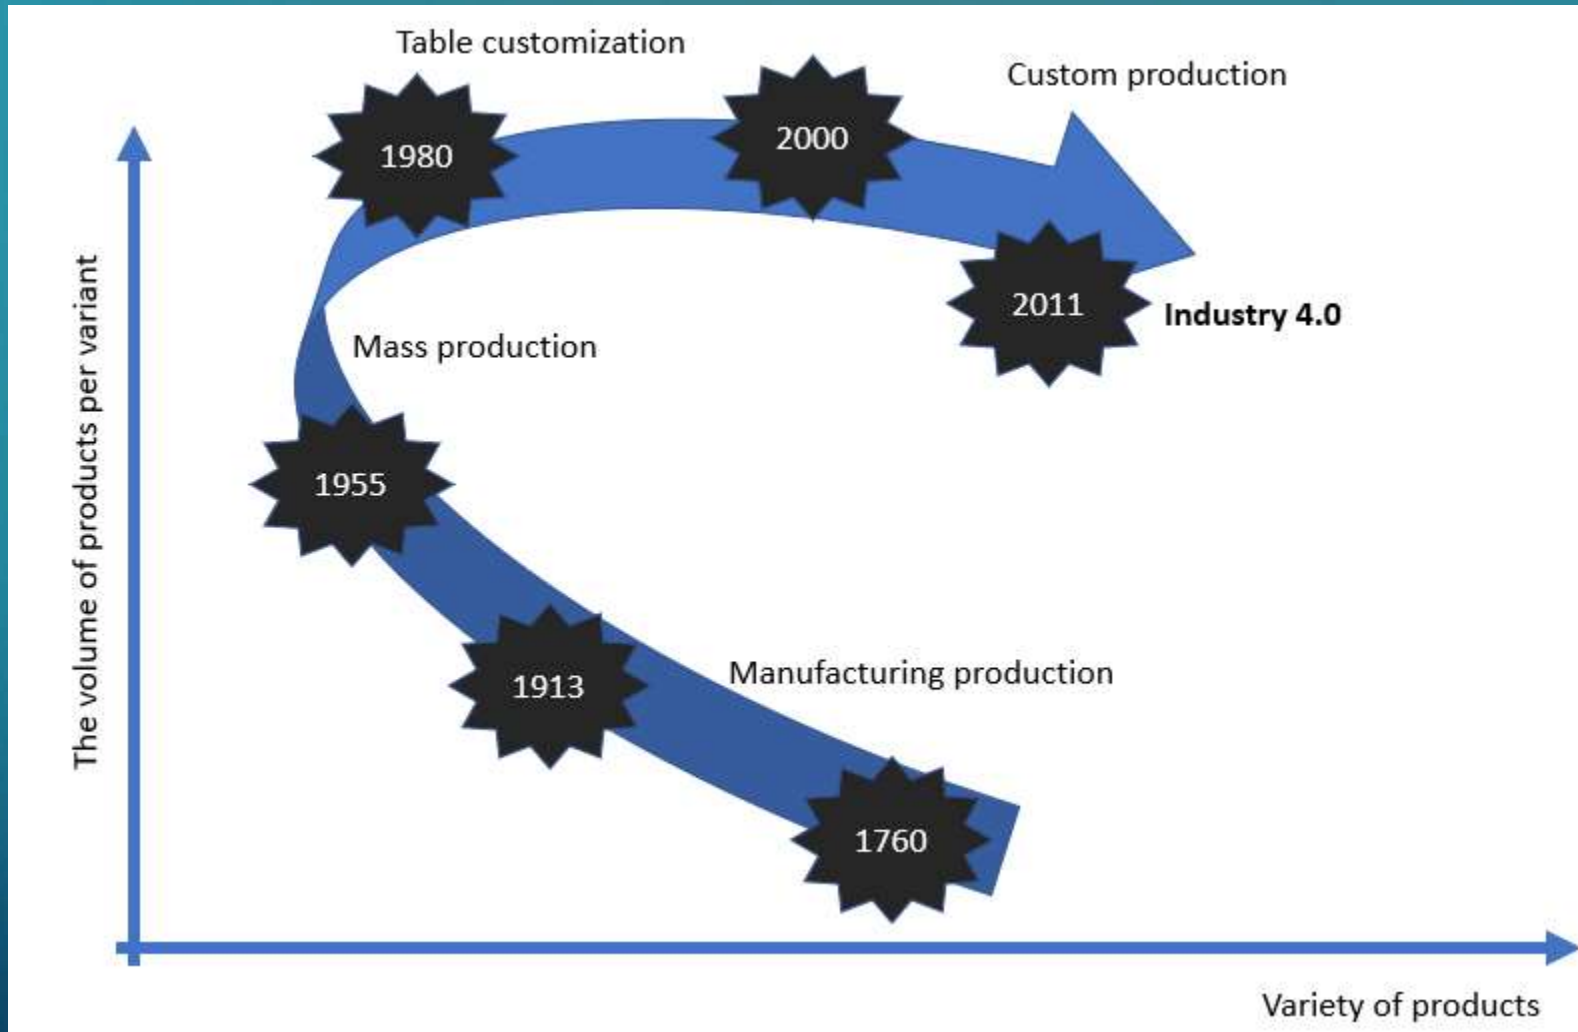 Table customization
Custom production
1980
2000
2011
Industry 4.0
Mass production
The volume of products per variant
1955
1913
Manufacturing production
1760
Variety of products